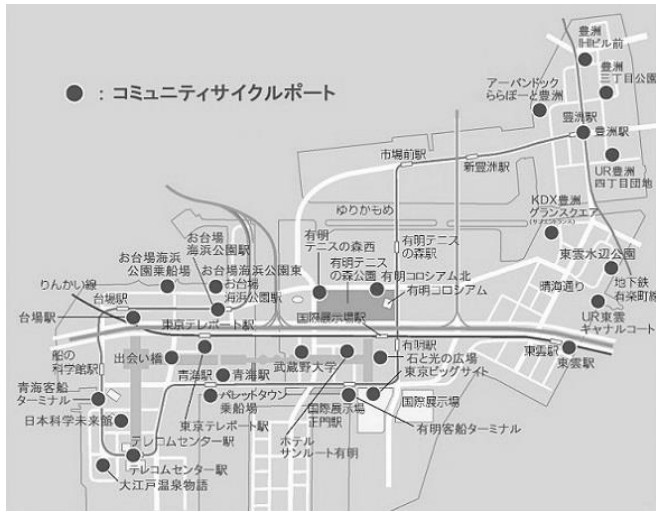 ● : コミュニティサイクルポート
豊洲
IHIビル前
豊洲
三丁目公園
アーバンドック
ららぽーと豊洲
豊洲駅
豊洲駅
市場前駅
新豊洲駅
UR豊洲
四丁目団地
KDX豊洲
グランスクエア
ゆりかもめ
お台場
海浜公園駅
有明
テニスの森西
有明テニス
の森駅
お台場海浜
公園乗船場
お台場海浜公園東
有明テニス
の森公園
有明コロシアム北
東雲水辺公園
お台場
海浜公園駅
有明コロシアム
晴海通り
地下鉄
有楽町線
りんかい線
台場駅
台場駅
東京テレポート駅
国際展示場駅
UR東雲
キャナルコート
船の
科学館駅
出会い橋
有明駅
石と光の広場
東雲駅
東雲駅
武蔵野大学
青海駅
青海駅
東京ビッグサイト
青海客船
ターミナル
パレットタウン
乗船場
国際展示場
正門駅
国際展示場
日本科学未来館
東京テレポート駅
有明客船ターミナル
テレコムセンター駅
ホテル
サンルート有明
テレコムセンター駅
大江戸温泉物語